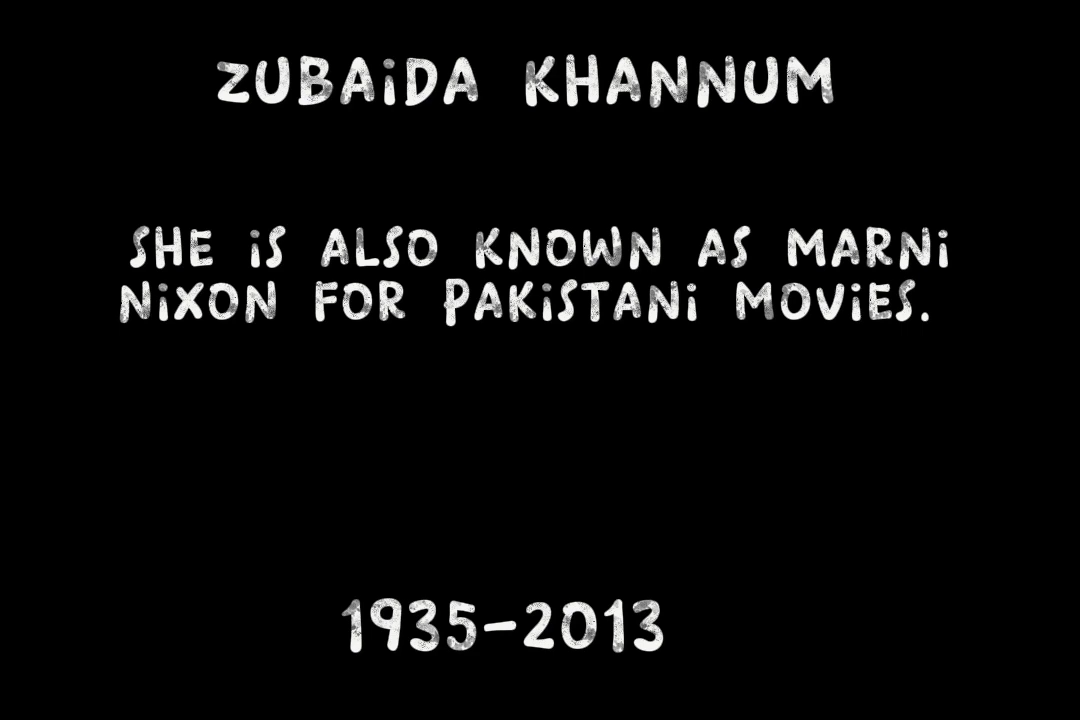 ZUBAiDA KHANNUM
SHE iS ALSO KNOWN AS MARNi
NiXON FOR PAKiSTANi MOViES.
1935-2013